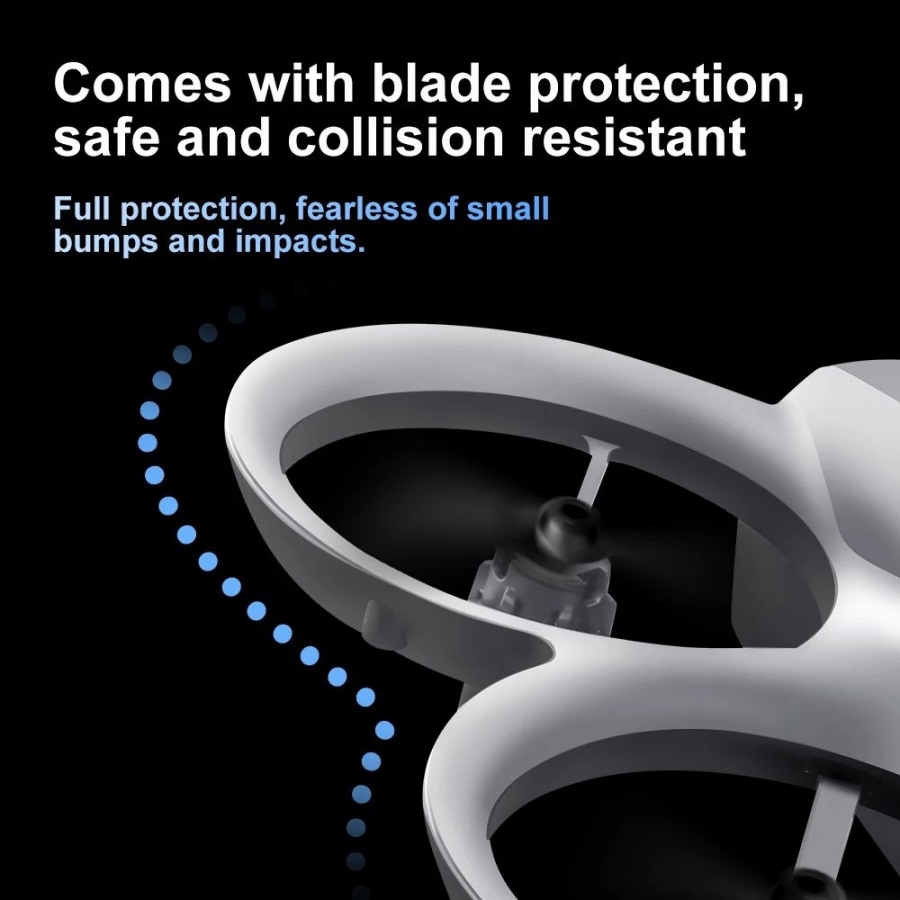 Comes with blade protection,
safe and collision resistant
Full protection, fearless of small
bumps and impacts.